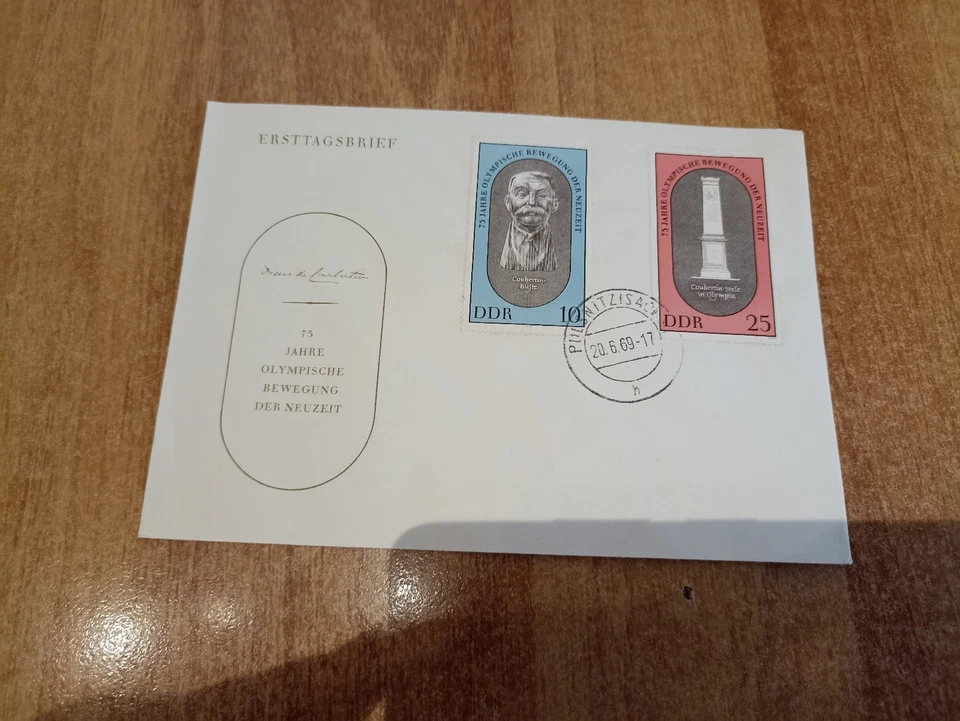 ERSTTAGSBRIEF
75
JAHRE
OLYMPISCHE
BEWEGUNG
DER NEUZEIT
75 JAHRE OLYMPISCHE BEWEGUNG DER NEUZEIT
Coubertin-
Büste
DDR 10
75 JAHRE OLYMPISCHE BEWEGUNG DER NEUZEIT
Coubertin-Stele
in Olympia
DDR 25
20.6.69-17
h